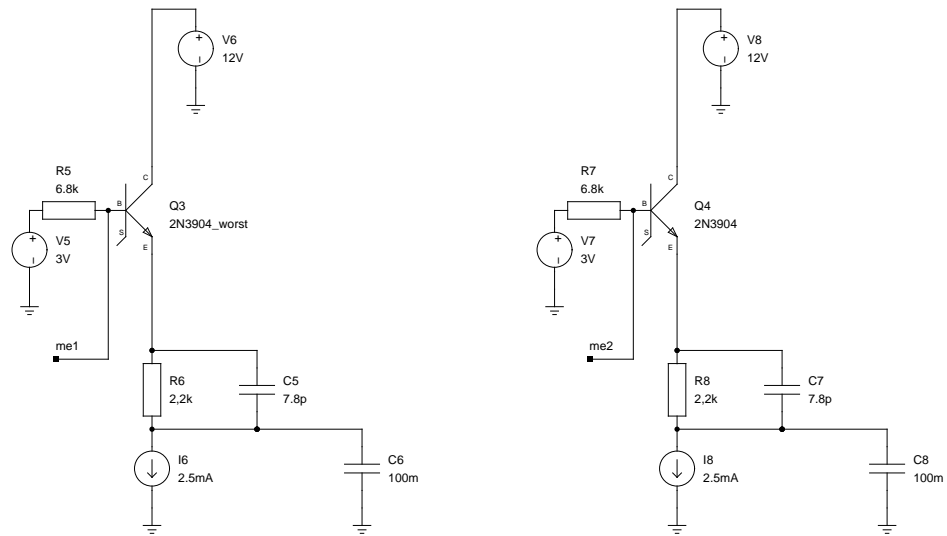 V6
12V
R5
6.8k
C
B
S
E
Q3
2N3904_worst
V5
3V
+
–
+
–
me1
R6
2,2k
C5
7.8p
I6
2.5mA
C6
100m
V8
12V
R7
6.8k
C
B
S
E
Q4
2N3904
V7
3V
+
–
+
–
me2
R8
2,2k
C7
7.8p
I8
2.5mA
C8
100m